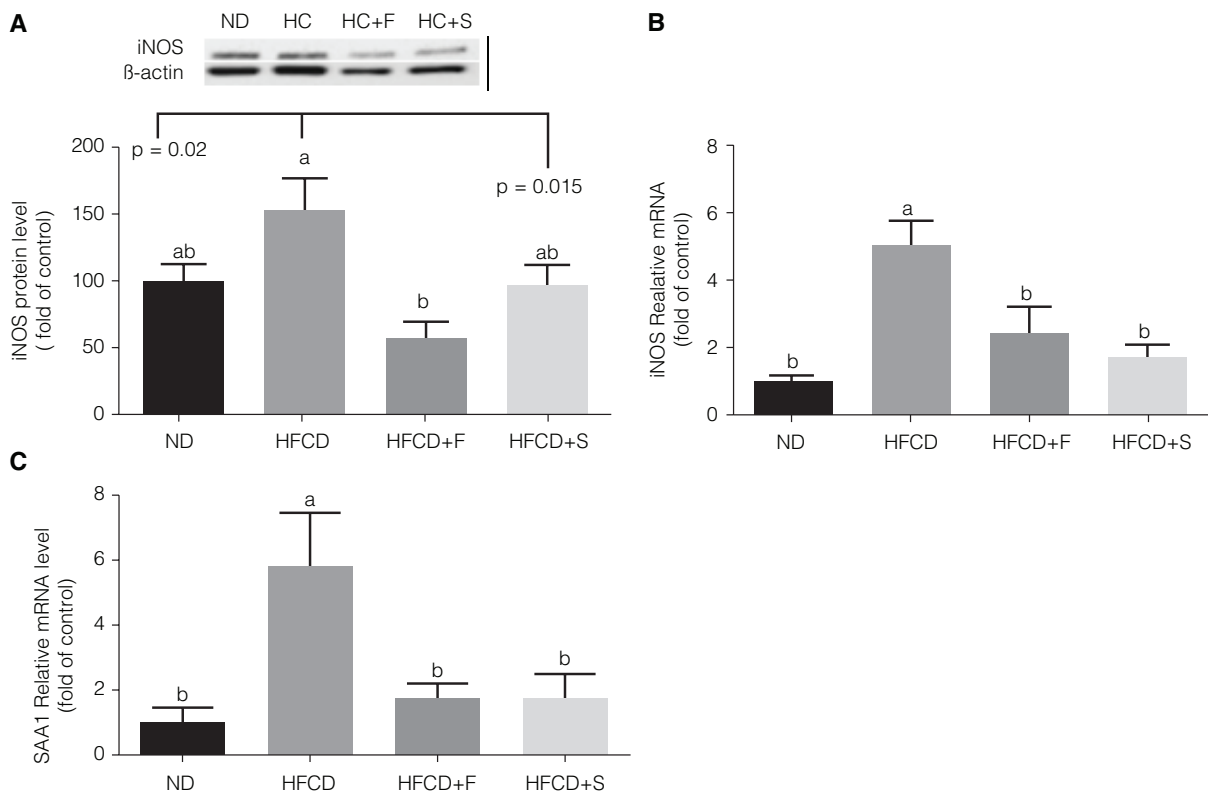 A
ND HC HC+F HC+S
iNOS
ß-actin
p = 0.02
p = 0.015
iNOS protein level
( fold of control)
200
150
100
50
0
ab
a
b
ab
ND HFCD HFCD+F HFCD+S
B
iNOS Realative mRNA
(fold of control)
8
6
4
2
0
b
a
b
b
ND HFCD HFCD+F HFCD+S
C
SAA1 Relative mRNA level
(fold of control)
8
6
4
2
0
b
a
b
b
ND HFCD HFCD+F HFCD+S